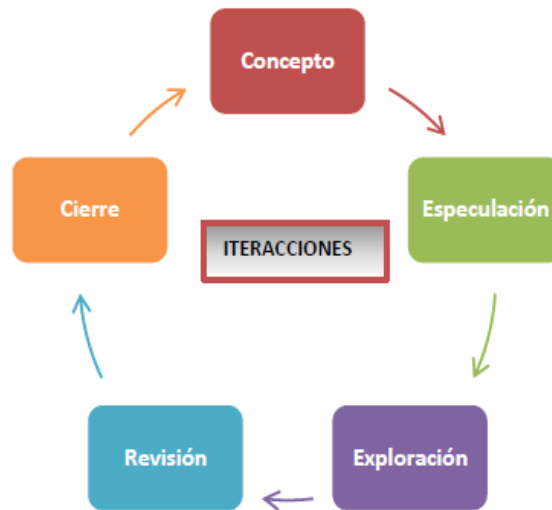 Concepto
Especulación
Exploración
Revisión
Cierre
ITERACCIONES